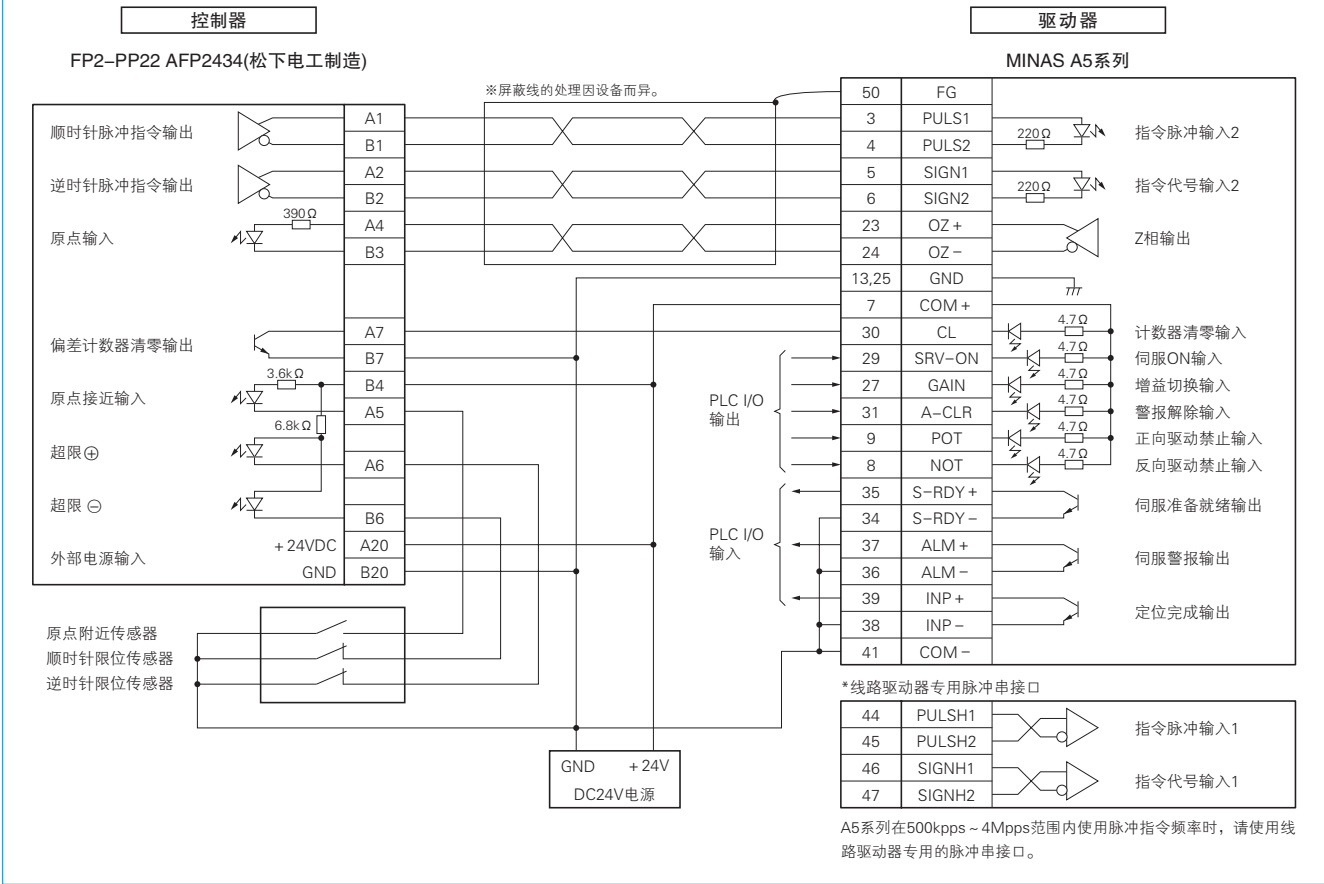 控制器
驱动器
FP2-PP22 AFP2434(松下电工制造)
MINAS A5系列
※屏蔽线的处理因设备而异。
50 FG
顺时针脉冲指令输出 A1 3 PULS1 220Ω 指令脉冲输入2
B1 4 PULS2
逆时针脉冲指令输出 A2 5 SIGN1 220Ω 指令代号输入2
B2 6 SIGN2
原点输入 390Ω A4 23 OZ+ Z相输出
B3 24 OZ-
13,25 GND
7 COM+
偏差计数器清零输出 A7 30 CL 4.7Ω 计数器清零输入
B7 29 SRV-ON 4.7Ω 伺服ON输入
原点接近输入 3.6kΩ B4 27 GAIN 4.7Ω 增益切换输入
PLC I/O
输出
6.8kΩ A5 31 A-CLR 4.7Ω 警报解除输入
超限⊕ 9 POT 4.7Ω 正向驱动禁止输入
A6 8 NOT 4.7Ω 反向驱动禁止输入
超限⊖ 35 S-RDY+ 伺服准备就绪输出
B6 34 S-RDY-
PLC I/O
输入
外部电源输入 +24VDC A20 37 ALM+ 伺服警报输出
GND B20 36 ALM-
39 INP+ 定位完成输出
原点附近传感器 38 INP-
顺时针限位传感器 41 COM-
逆时针限位传感器
*线路驱动器专用脉冲串接口
44 PULSH1 指令脉冲输入1
45 PULSH2
46 SIGNH1 指令代号输入1
47 SIGNH2
GND +24V
DC24V电源
A5系列在500kpps~4Mpps范围内使用脉冲指令频率时，请使用线
路驱动器专用的脉冲串接口。